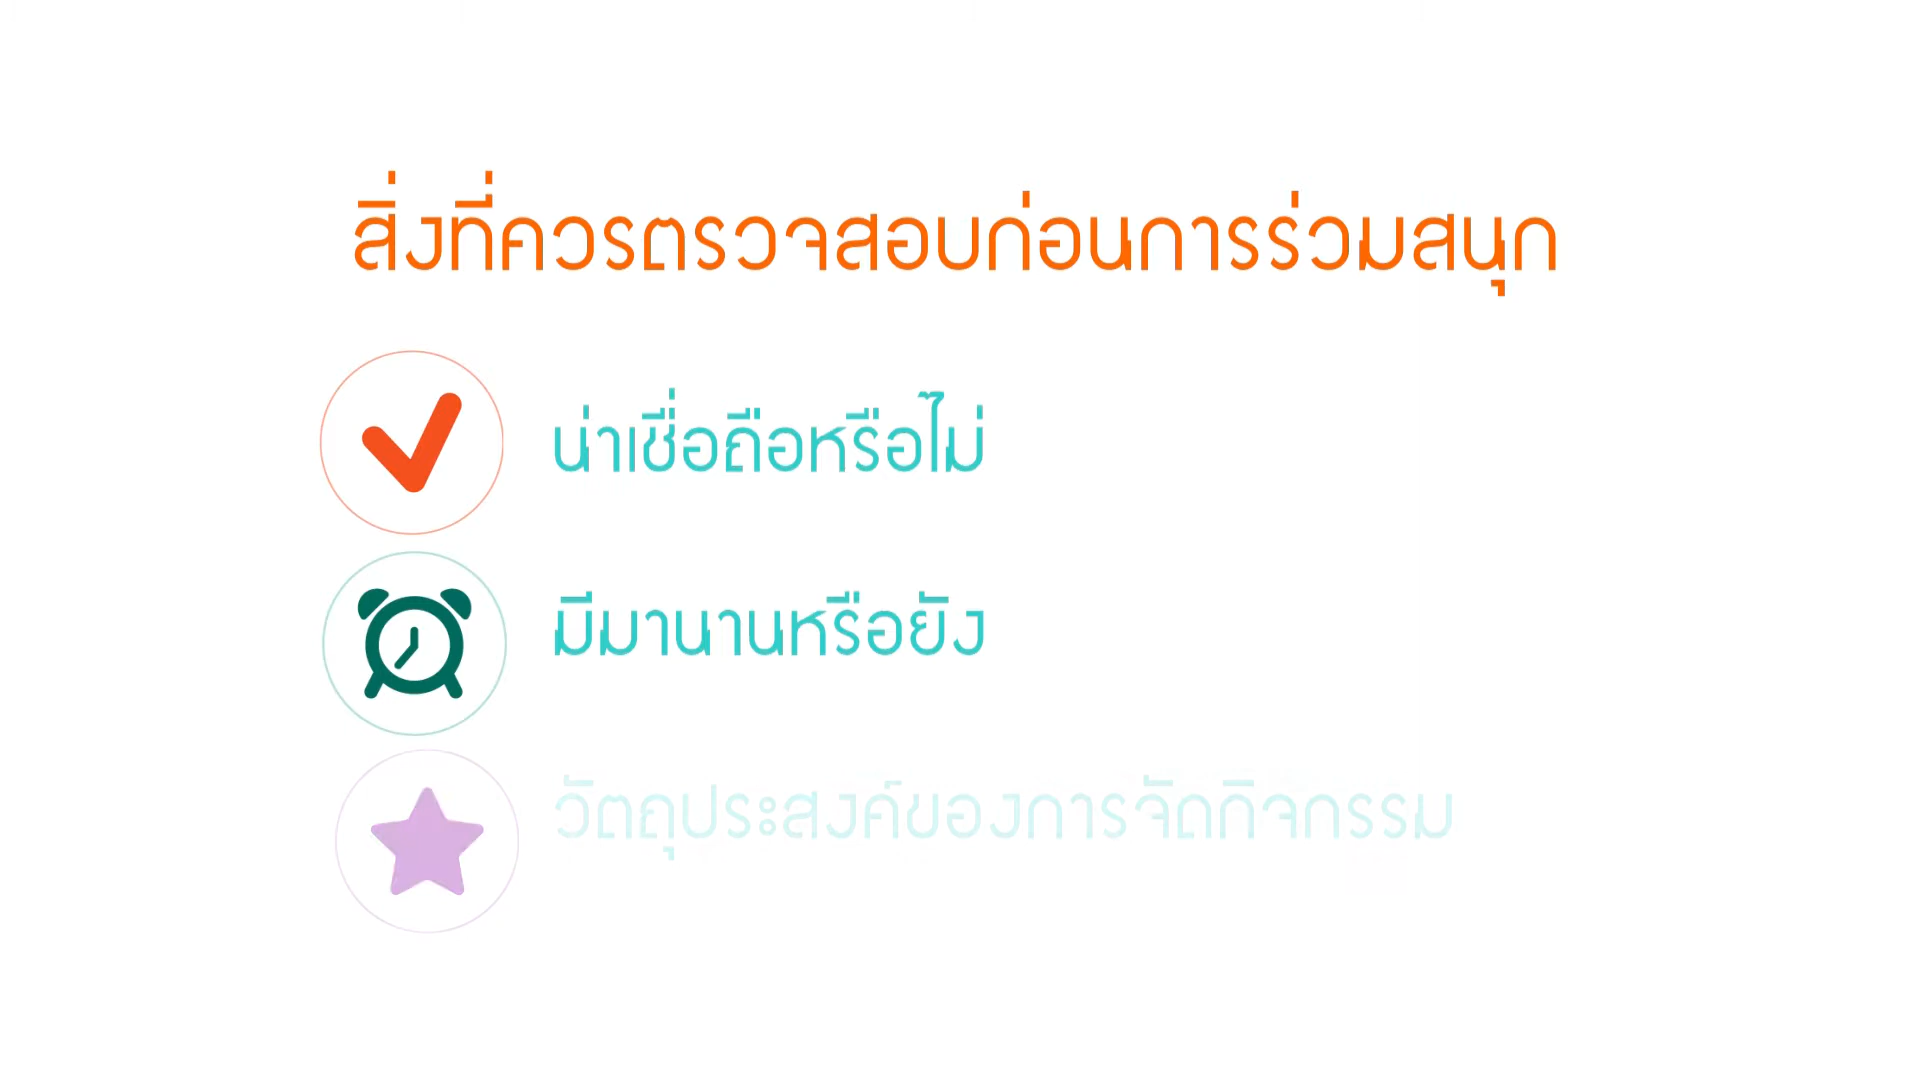 สิ่งที่ควรตรวจสอบก่อนการร่วมสนุก
น่าเชื่อถือหรือไม่
มีมานานหรือยัง
วัตถุประสงค์ของการจัดกิจกรรม